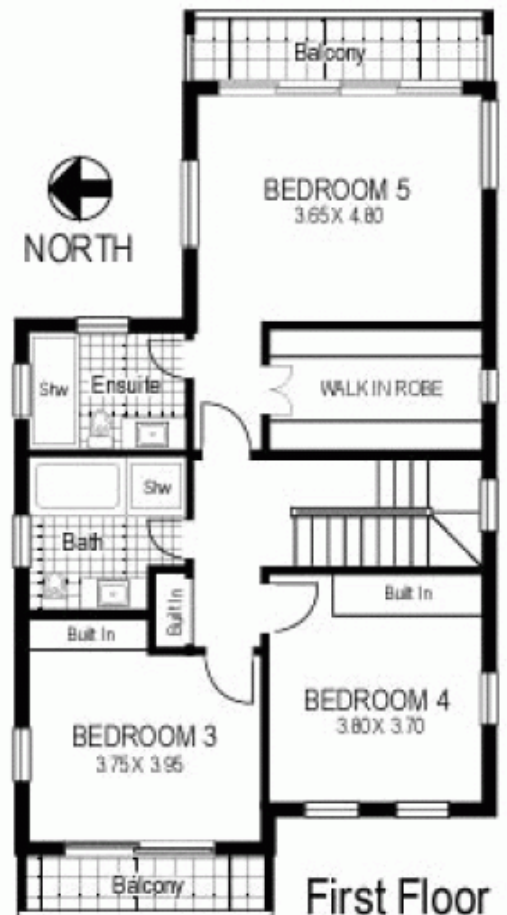 Balcony
BEDROOM 5
3.65 X 4.80
NORTH
Shw
Ensuite
WALK IN ROBE
Shw
Bath
Built In
Built In
Built In
BEDROOM 4
3.80 X 3.70
BEDROOM 3
3.75 X 3.95
Balcony
First Floor